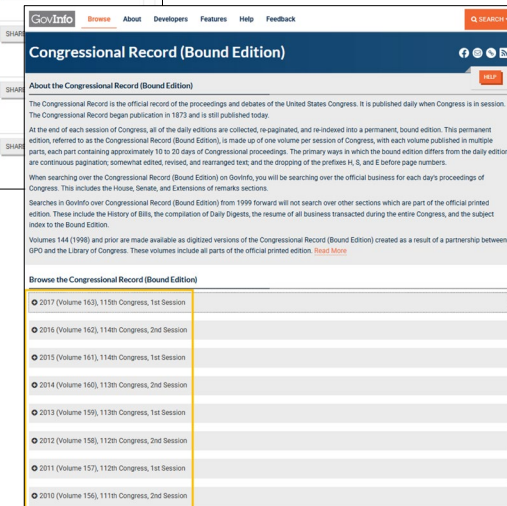 GovInfo Browse About Developers Features Help Feedback SEARCH
SHARE
Congressional Record (Bound Edition)
HELP
SHARE
About the Congressional Record (Bound Edition)
The Congressional Record is the official record of the proceedings and debates of the United States Congress. It is published daily when Congress is in session.
The Congressional Record began publication in 1873 and is still published today.
At the end of each session of Congress, all of the daily editions are collected, re-paginated, and re-indexed into a permanent, bound edition. This permanent
SHARE
edition, referred to as the Congressional Record (Bound Edition), is made up of one volume per session of Congress, with each volume published in multiple
parts, each part containing approximately 10 to 20 days of Congressional proceedings. The primary ways in which the bound edition differs from the daily edition
are continuous pagination; somewhat edited, revised, and rearranged text; and the dropping of the prefixes H, S, and E before page numbers.
When searching over the Congressional Record (Bound Edition) on GovInfo, you will be searching over the official business for each day's proceedings of
Congress. This includes the House, Senate, and Extensions of remarks sections.
Searches in GovInfo over Congressional Record (Bound Edition) from 1999 forward will not search over other sections which are part of the official printed
edition. These include the History of Bills, the compilation of Daily Digests, the resume of all business transacted during the entire Congress, and the subject
index to the Bound Edition.
Volumes 144 (1998) and prior are made available as digitized versions of the Congressional Record (Bound Edition) created as a result of a partnership between
GPO and the Library of Congress. These volumes include all parts of the official printed edition. Read More
Browse the Congressional Record (Bound Edition)
2017 (Volume 163), 115th Congress, 1st Session
2016 (Volume 162), 114th Congress, 2nd Session
2015 (Volume 161), 114th Congress, 1st Session
2014 (Volume 160), 113th Congress, 2nd Session
2013 (Volume 159), 113th Congress, 1st Session
2012 (Volume 158), 112th Congress, 2nd Session
2011 (Volume 157), 112th Congress, 1st Session
2010 (Volume 156), 111th Congress, 2nd Session